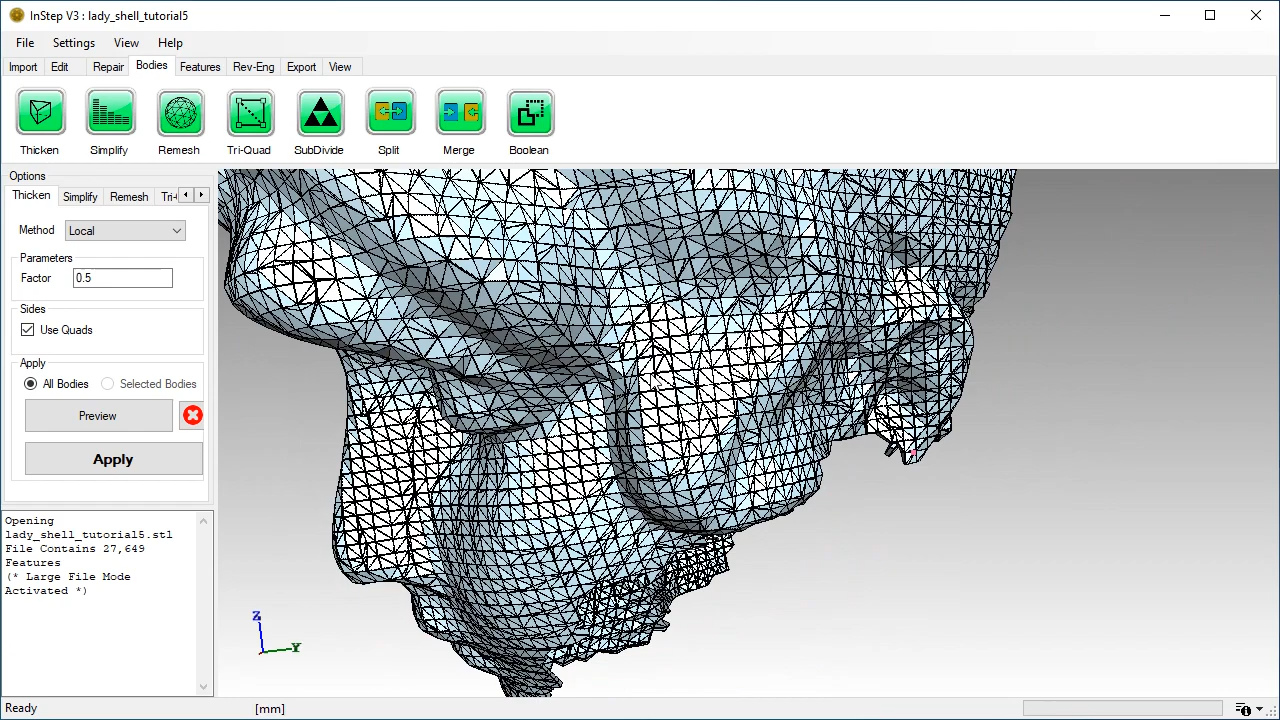 InStep V3 : lady_shell_tutorial5
File Settings View Help
Import Edit Repair Bodies Features Rev-Eng Export View
Thicken Simplify Remesh Tri-Quad SubDivide Split Merge Boolean
Options
Thicken Simplify Remesh Tri-
Method Local
Parameters
Factor 0.5
Sides
Use Quads
Apply
All Bodies Selected Bodies
Preview
Apply
Opening
lady_shell_tutorial5.stl
File Contains 27,649
Features
(* Large File Mode
Activated *)
Z
Y
Ready [mm]